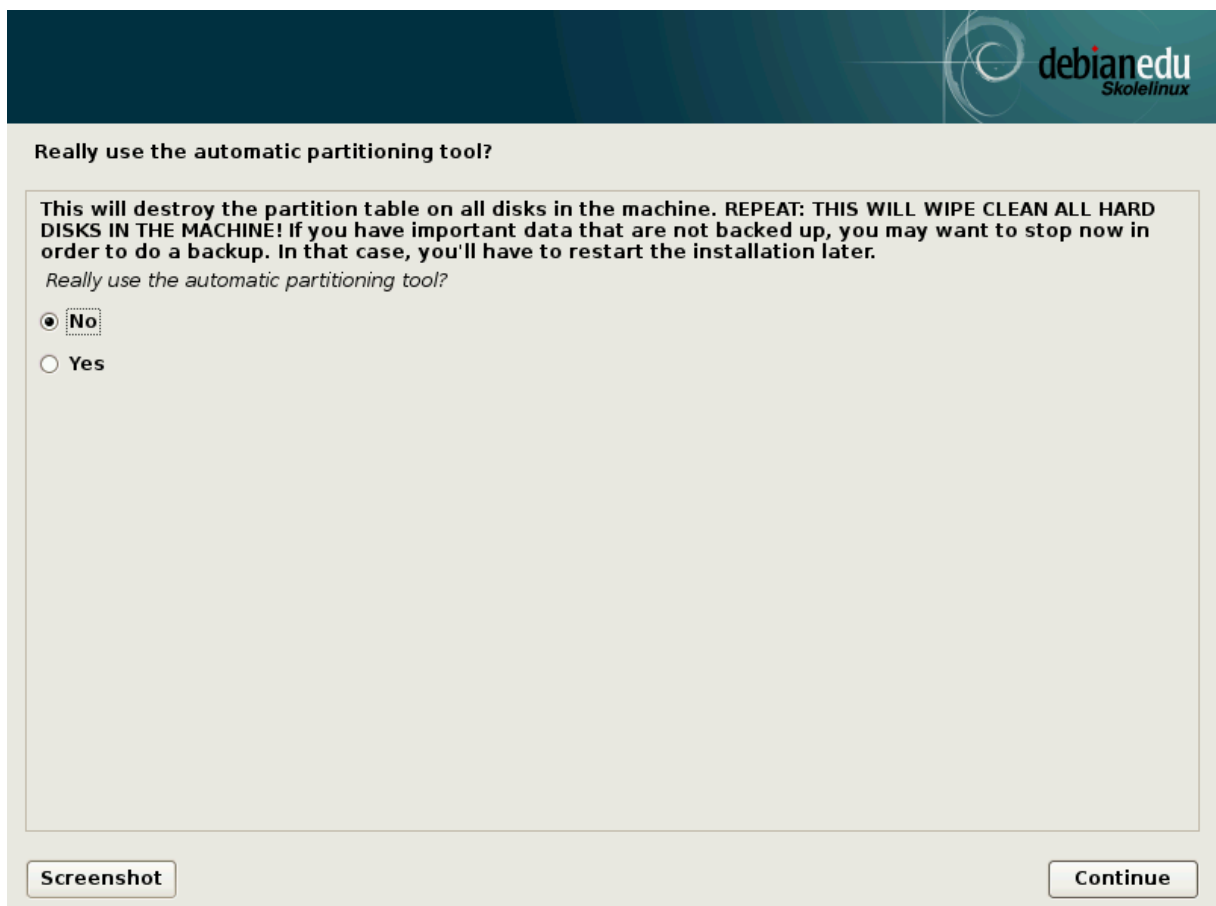 debianedu
Skolelinux
Really use the automatic partitioning tool?
This will destroy the partition table on all disks in the machine. REPEAT: THIS WILL WIPE CLEAN ALL HARD
DISKS IN THE MACHINE! If you have important data that are not backed up, you may want to stop now in
order to do a backup. In that case, you'll have to restart the installation later.
Really use the automatic partitioning tool?
No
Yes
Screenshot
Continue